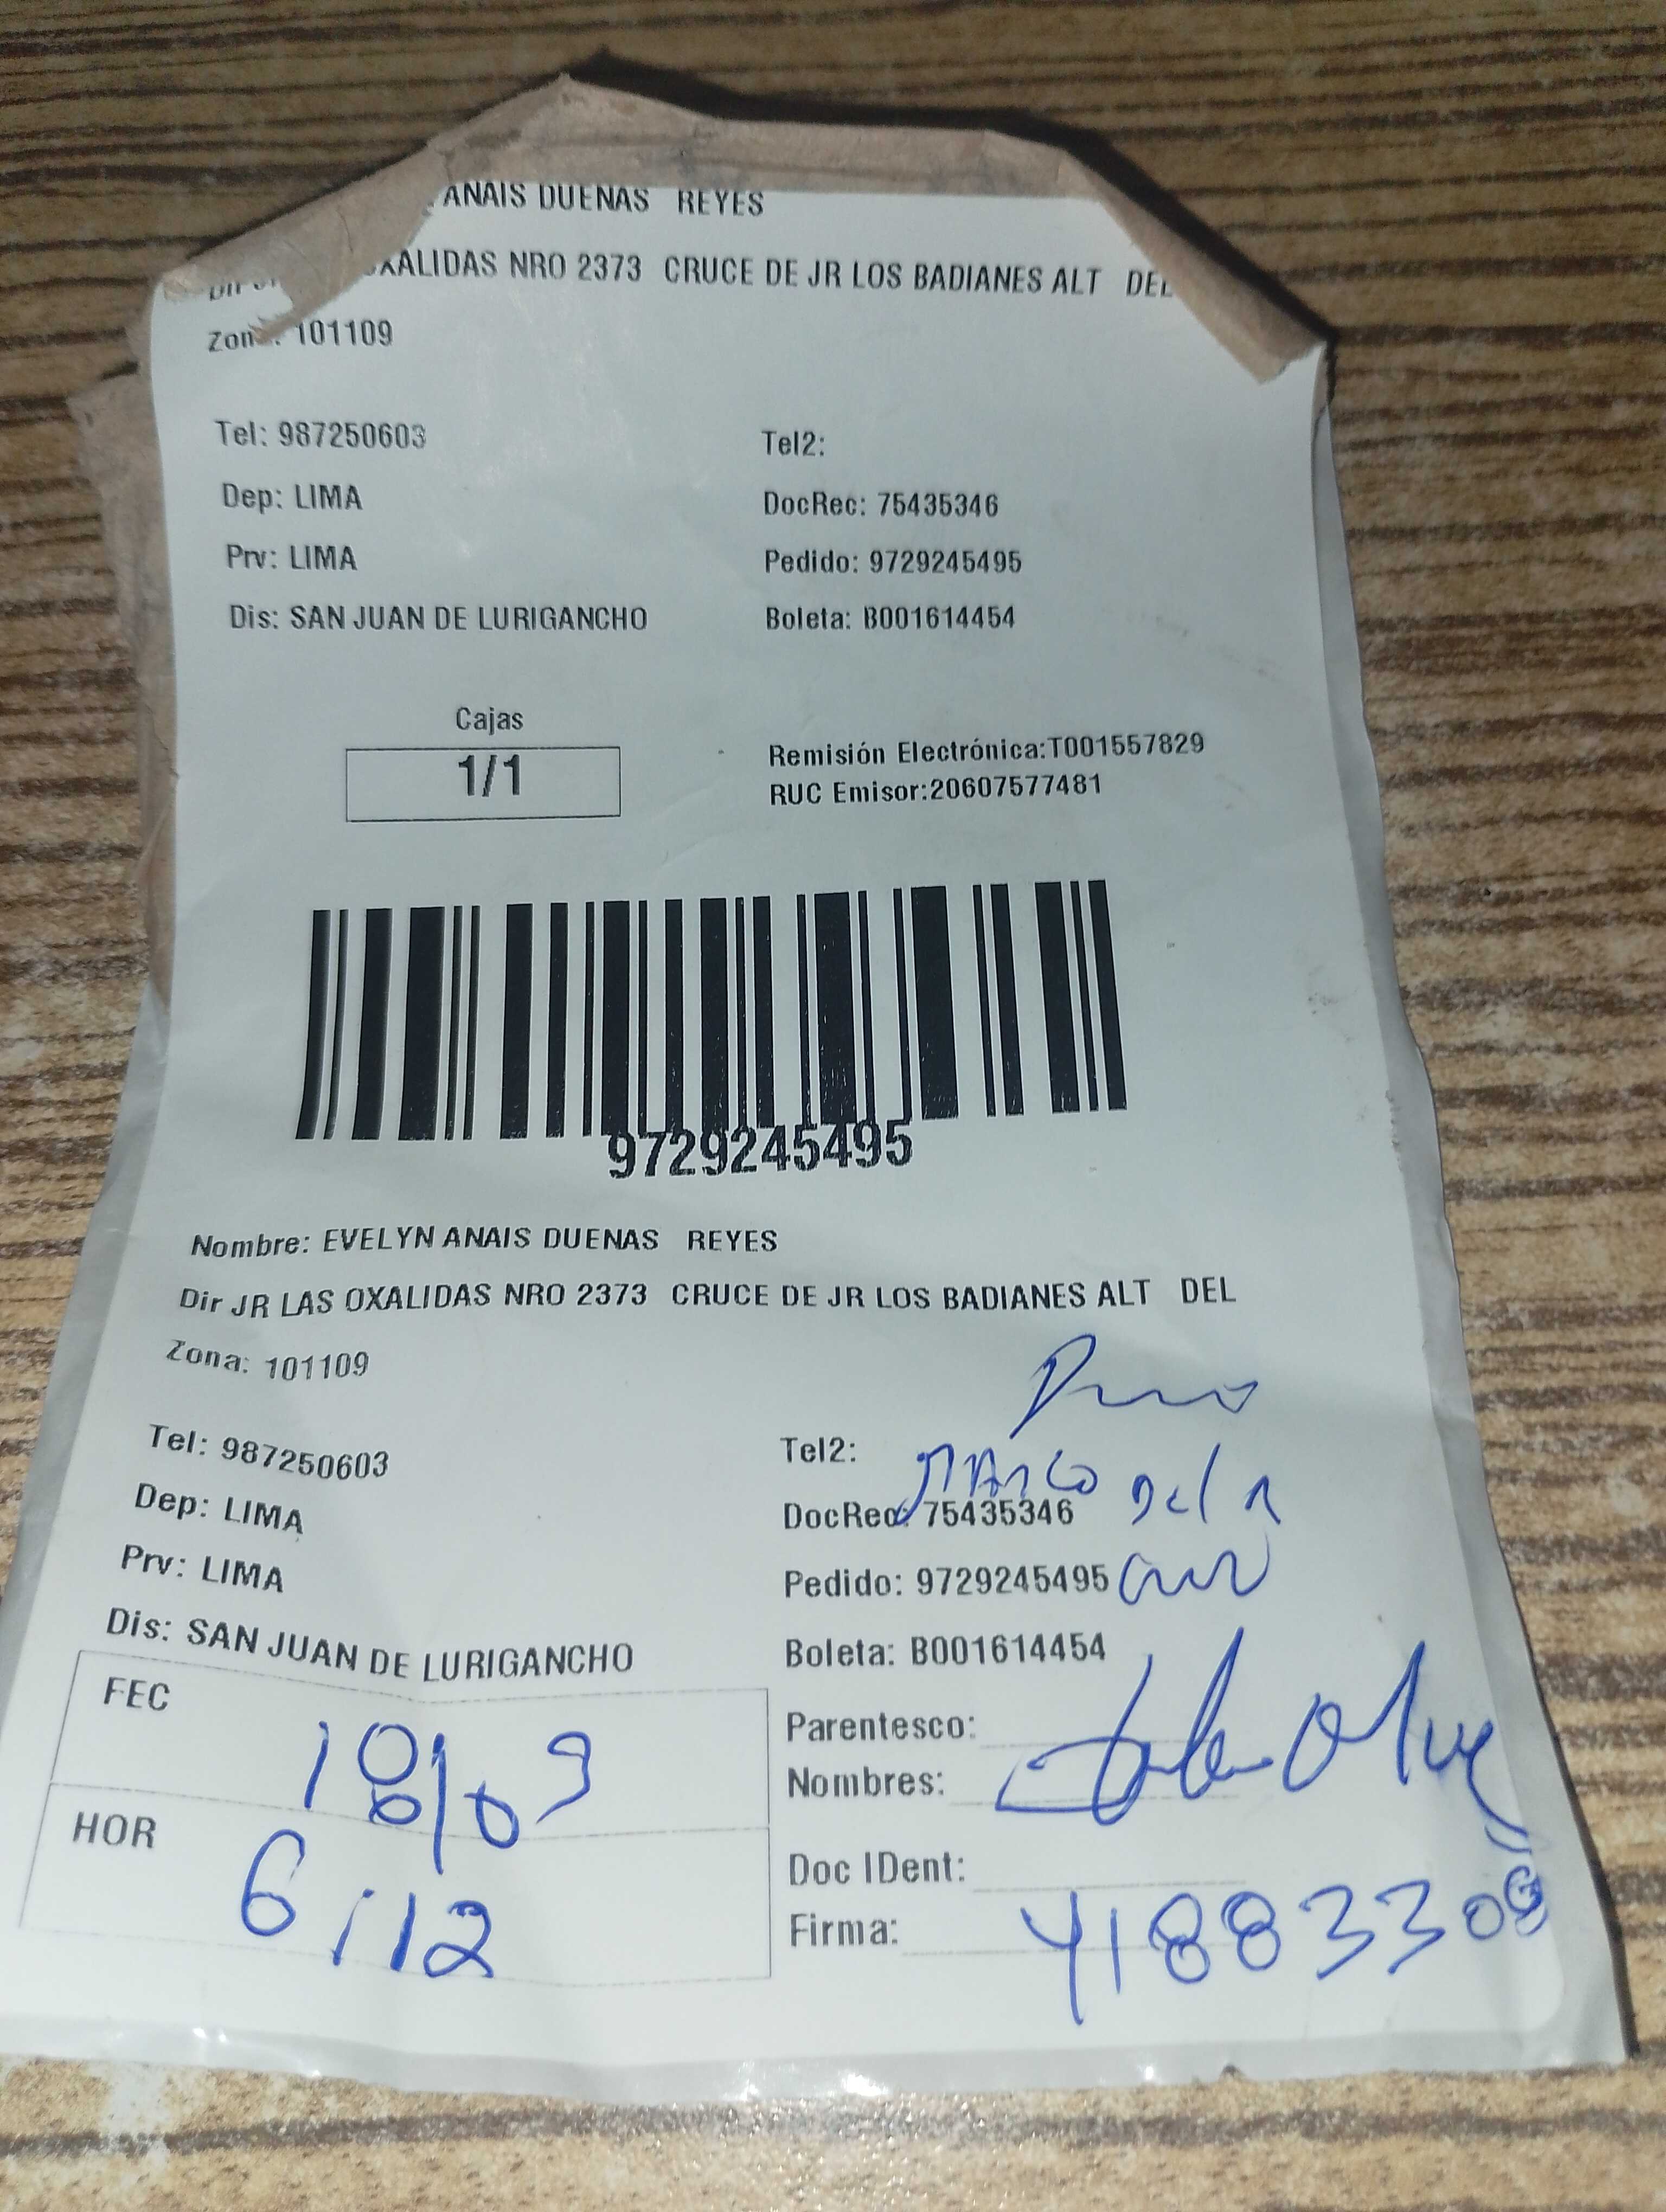 ANAIS DUENAS REYES
OXALIDAS NRO 2373 CRUCE DE JR LOS BADIANES ALT DEL
Zona: 101109
Tel: 987250603
Tel2:
Dep: LIMA
DocRec: 75435346
Prv: LIMA
Pedido: 9729245495
Dis: SAN JUAN DE LURIGANCHO
Boleta: B001614454
Cajas
1/1
Remisión Electrónica:T001557829
RUC Emisor:20607577481
9729245495
Nombre: EVELYN ANAIS DUENAS REYES
Dir JR LAS OXALIDAS NRO 2373 CRUCE DE JR LOS BADIANES ALT DEL
Zona: 101109
Tel: 987250603
Tel2:
Dep: LIMA
DocRec: 75435346
Prv: LIMA
Pedido: 9729245495
Dis: SAN JUAN DE LURIGANCHO
Boleta: B001614454
FEC
Parentesco:
Nombres:
HOR 6:12
Doc IDent:
Firma: